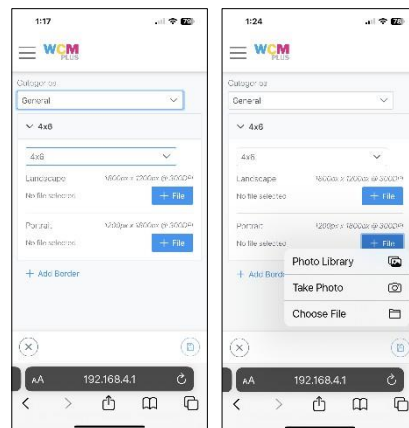 1:17
WCM
PLUS
Categories
General
4x6
4x6
Landscape 1800px x 1200px @ 300DPI
No file selected + File
Portrait 1200px x 1800px @ 300DPI
No file selected + File
+ Add Border
AA 192.168.4.1
1:24
WCM
PLUS
Categories
General
4x6
4x6
Landscape 1800px x 1200px @ 300DPI
No file selected + File
Portrait 1200px x 1800px @ 300DPI
No file selected + File
+ Add Bord
Photo Library
Take Photo
Choose File
AA 192.168.4.1